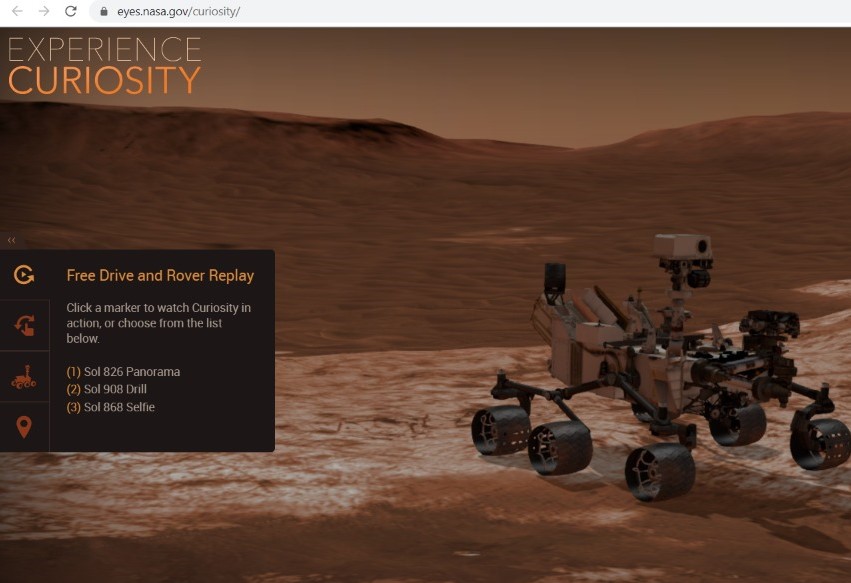 eyes.nasa.gov/curiosity/
EXPERIENCE
CURIOSITY
<<
Free Drive and Rover Replay
Click a marker to watch Curiosity in
action, or choose from the list
below.
(1) Sol 826 Panorama
(2) Sol 908 Drill
(3) Sol 868 Selfie